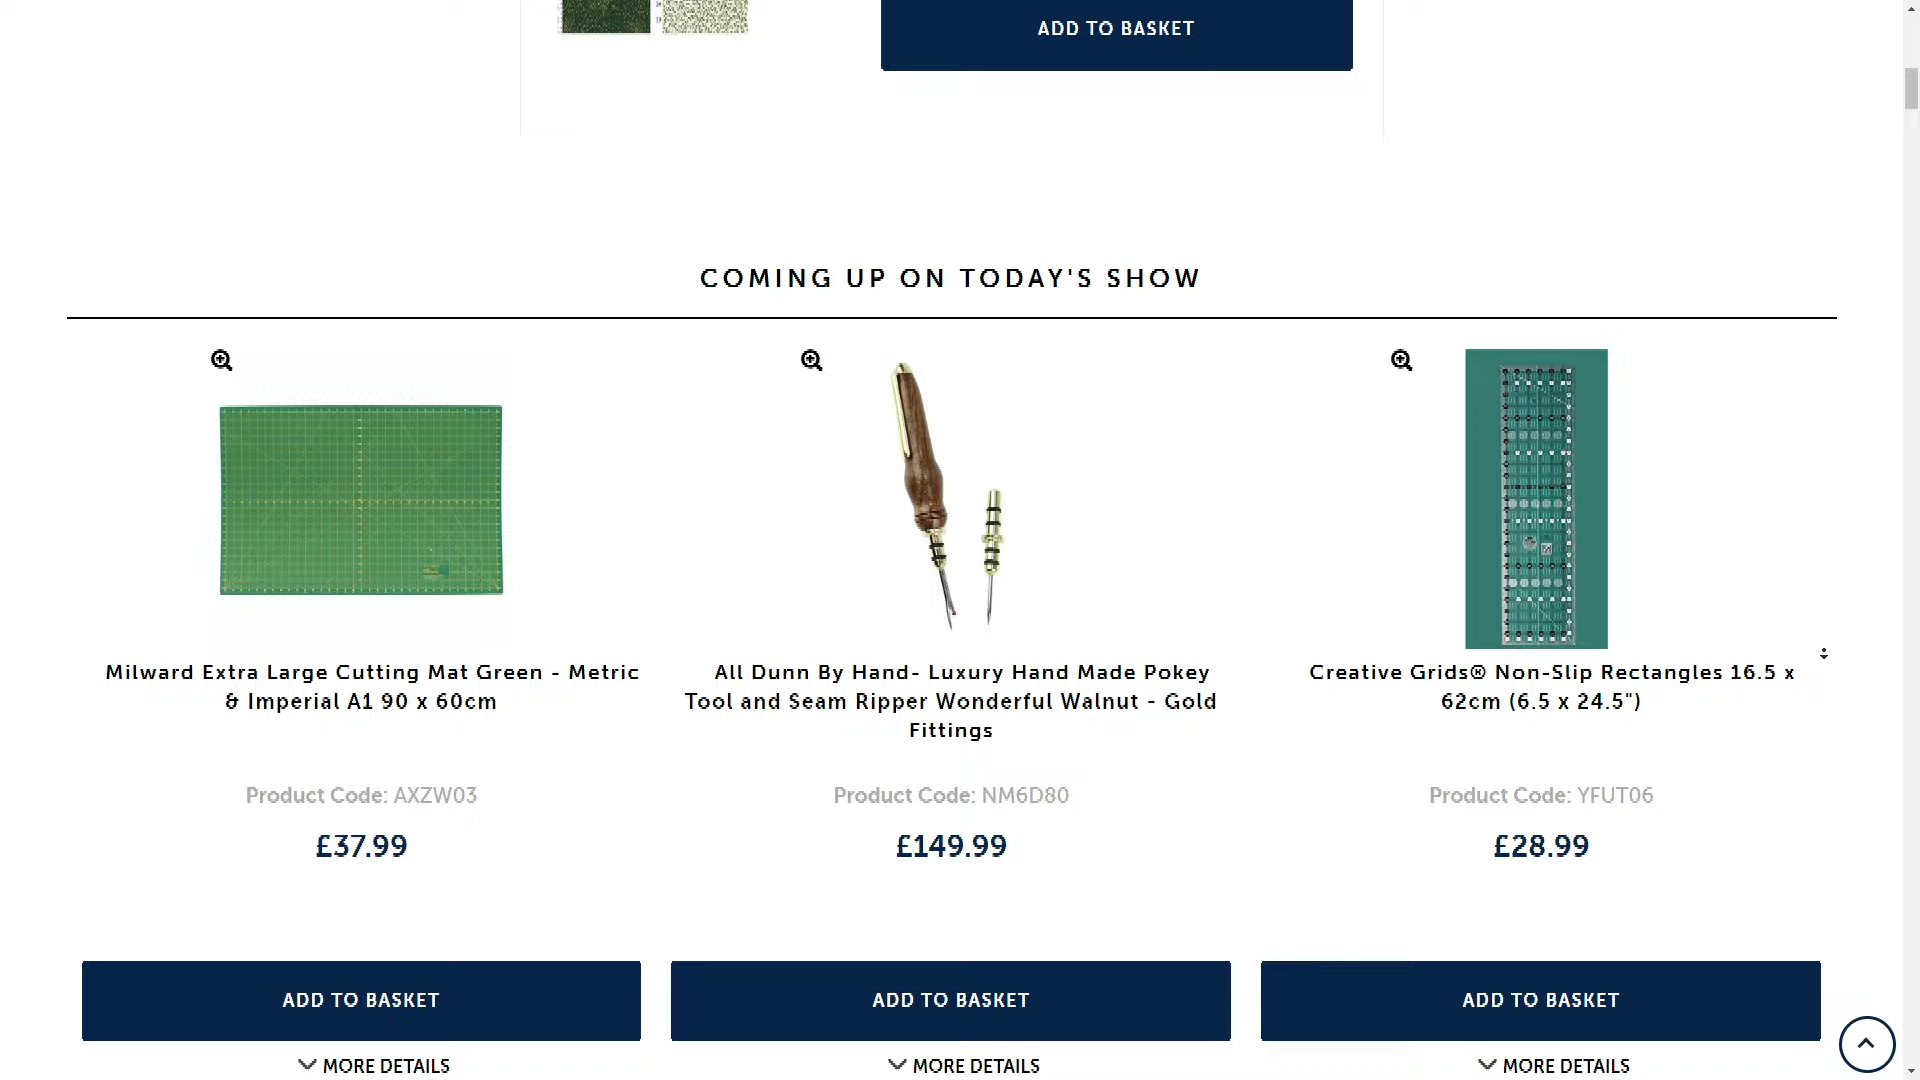 ADD TO BASKET
COMING UP ON TODAY'S SHOW
Milward Extra Large Cutting Mat Green - Metric
& Imperial A1 90 x 60cm
Product Code: AXZW03
£37.99
ADD TO BASKET
MORE DETAILS
All Dunn By Hand- Luxury Hand Made Pokey
Tool and Seam Ripper Wonderful Walnut - Gold
Fittings
Product Code: NM6D80
£149.99
ADD TO BASKET
MORE DETAILS
Creative Grids® Non-Slip Rectangles 16.5 x
62cm (6.5 x 24.5")
Product Code: YFUT06
£28.99
ADD TO BASKET
MORE DETAILS